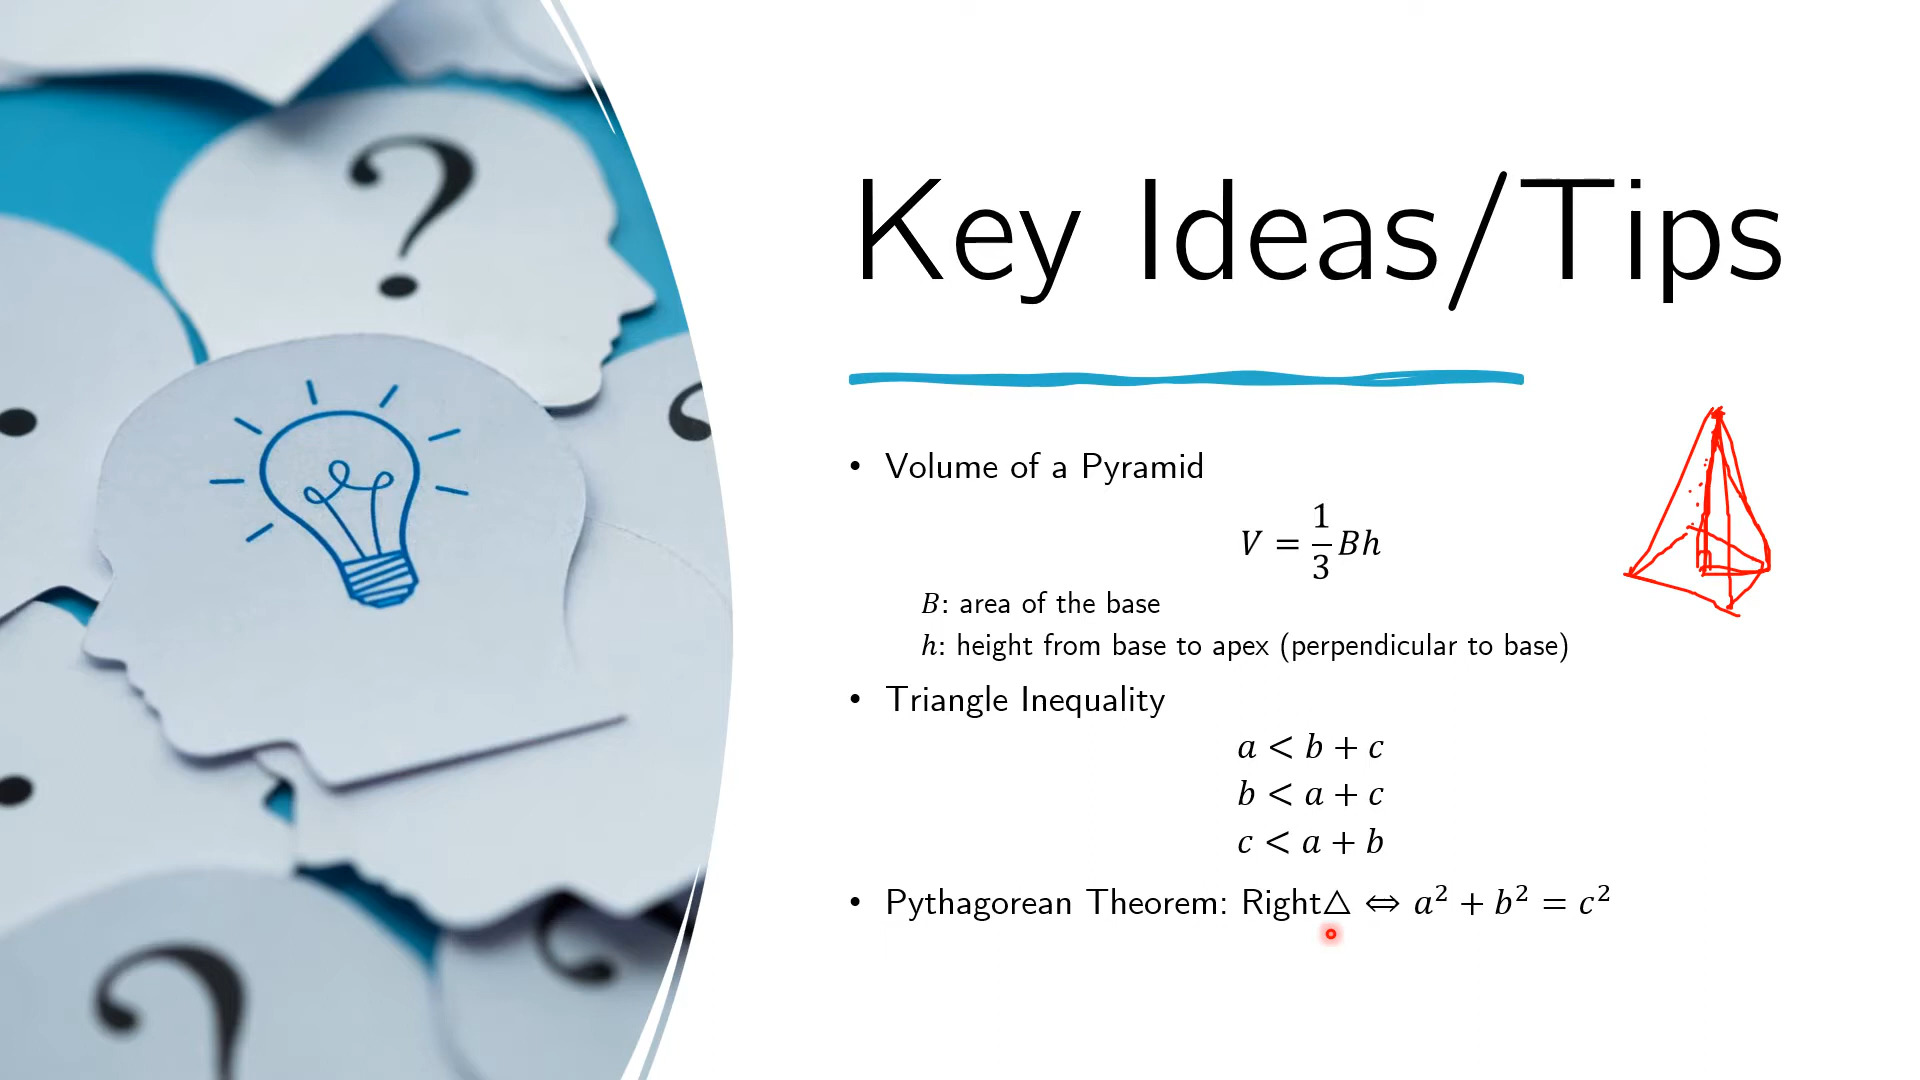 Key Ideas/Tips
• Volume of a Pyramid
V = 1/3 Bh
B: area of the base
h: height from base to apex (perpendicular to base)
• Triangle Inequality
a < b + c
b < a + c
c < a + b
• Pythagorean Theorem: Right△ ⇔ a² + b² = c²
?
?